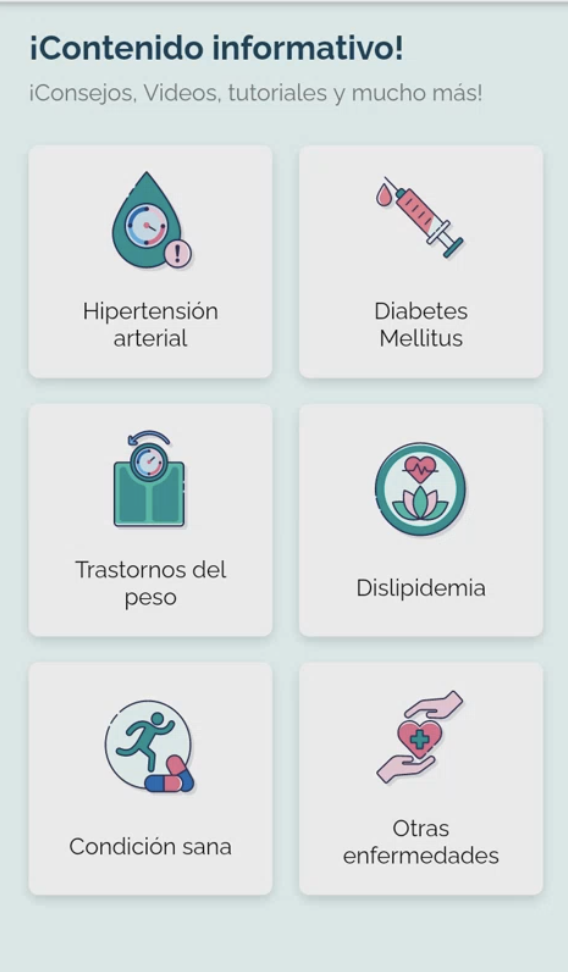 ¡Contenido informativo!
¡Consejos, Videos, tutoriales y mucho más!
Hipertensión
arterial
Diabetes
Mellitus
Trastornos del
peso
Dislipidemia
Condición sana
Otras
enfermedades